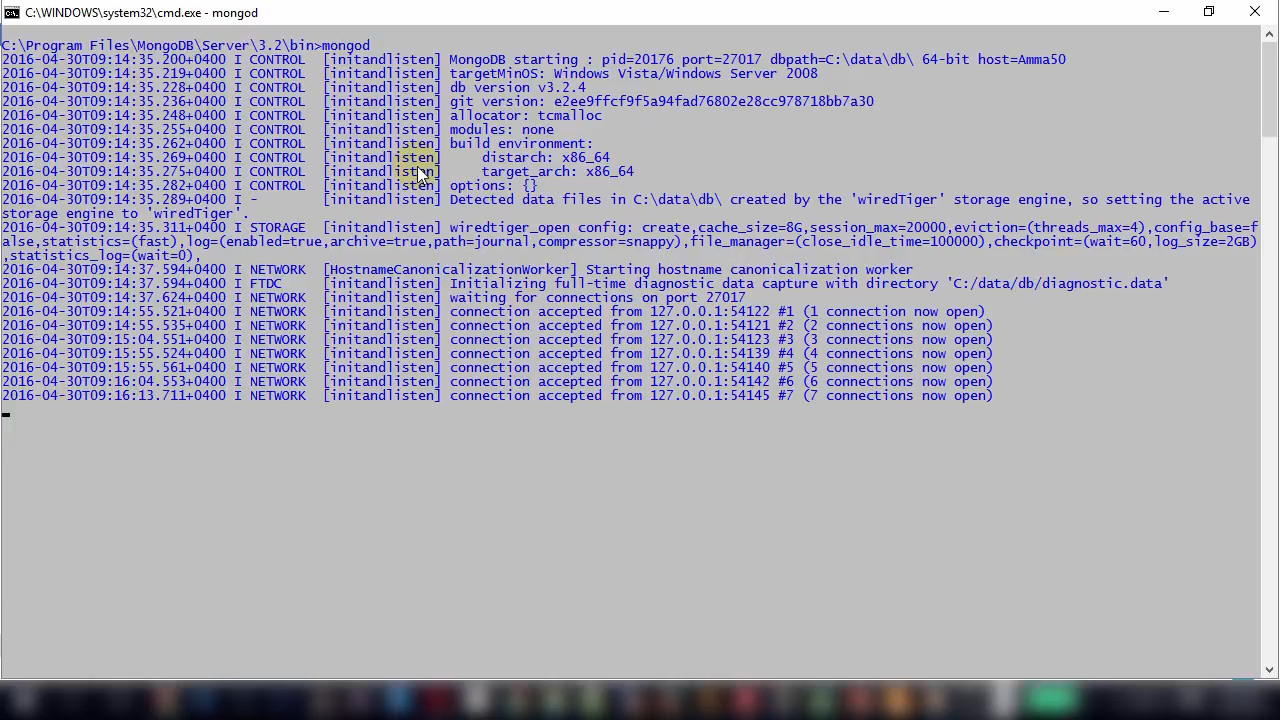 C:\WINDOWS\system32\cmd.exe - mongod
C:\Program Files\MongoDB\Server\3.2\bin>mongod
2016-04-30T09:14:35.200+0400 I CONTROL  [initandlisten] MongoDB starting : pid=20176 port=27017 dbpath=C:\data\db\ 64-bit host=Amma50
2016-04-30T09:14:35.219+0400 I CONTROL  [initandlisten] targetMinOS: Windows Vista/Windows Server 2008
2016-04-30T09:14:35.228+0400 I CONTROL  [initandlisten] db version v3.2.4
2016-04-30T09:14:35.236+0400 I CONTROL  [initandlisten] git version: e2ee9ffcf9f5a94fad76802e28cc978718bb7a30
2016-04-30T09:14:35.248+0400 I CONTROL  [initandlisten] allocator: tcmalloc
2016-04-30T09:14:35.255+0400 I CONTROL  [initandlisten] modules: none
2016-04-30T09:14:35.262+0400 I CONTROL  [initandlisten] build environment:
2016-04-30T09:14:35.269+0400 I CONTROL  [initandlisten]     distarch: x86_64
2016-04-30T09:14:35.275+0400 I CONTROL  [initandlisten]     target_arch: x86_64
2016-04-30T09:14:35.282+0400 I CONTROL  [initandlisten] options: {}
2016-04-30T09:14:35.289+0400 I -        [initandlisten] Detected data files in C:\data\db\ created by the 'wiredTiger' storage engine, so setting the active
storage engine to 'wiredTiger'.
2016-04-30T09:14:35.311+0400 I STORAGE  [initandlisten] wiredtiger_open config: create,cache_size=8G,session_max=20000,eviction=(threads_max=4),config_base=f
alse,statistics=(fast),log=(enabled=true,archive=true,path=journal,compressor=snappy),file_manager=(close_idle_time=100000),checkpoint=(wait=60,log_size=2GB)
,statistics_log=(wait=0),
2016-04-30T09:14:37.594+0400 I NETWORK  [HostnameCanonicalizationWorker] Starting hostname canonicalization worker
2016-04-30T09:14:37.594+0400 I FTDC     [initandlisten] Initializing full-time diagnostic data capture with directory 'C:/data/db/diagnostic.data'
2016-04-30T09:14:37.624+0400 I NETWORK  [initandlisten] waiting for connections on port 27017
2016-04-30T09:14:55.521+0400 I NETWORK  [initandlisten] connection accepted from 127.0.0.1:54122 #1 (1 connection now open)
2016-04-30T09:14:55.535+0400 I NETWORK  [initandlisten] connection accepted from 127.0.0.1:54121 #2 (2 connections now open)
2016-04-30T09:15:04.551+0400 I NETWORK  [initandlisten] connection accepted from 127.0.0.1:54123 #3 (3 connections now open)
2016-04-30T09:15:55.524+0400 I NETWORK  [initandlisten] connection accepted from 127.0.0.1:54139 #4 (4 connections now open)
2016-04-30T09:15:55.561+0400 I NETWORK  [initandlisten] connection accepted from 127.0.0.1:54140 #5 (5 connections now open)
2016-04-30T09:16:04.553+0400 I NETWORK  [initandlisten] connection accepted from 127.0.0.1:54142 #6 (6 connections now open)
2016-04-30T09:16:13.711+0400 I NETWORK  [initandlisten] connection accepted from 127.0.0.1:54145 #7 (7 connections now open)